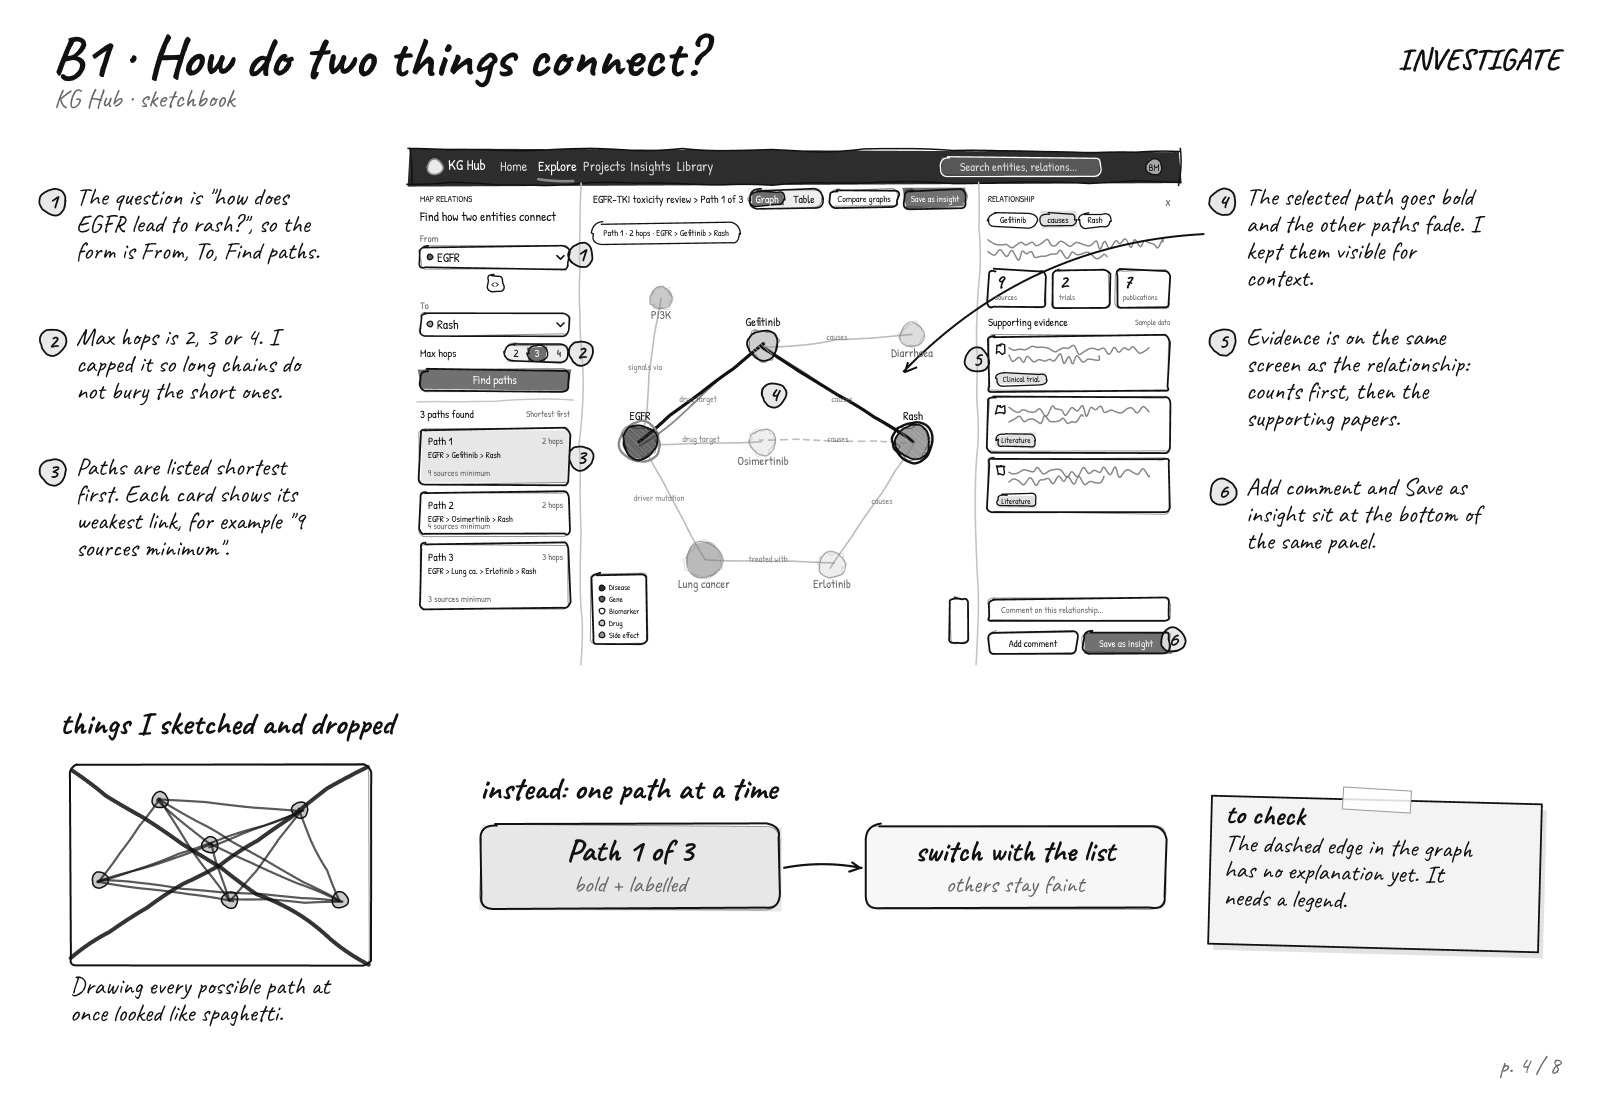 B1 · How do two things connect?
KG Hub · sketchbook
INVESTIGATE
1
The question is "how does
EGFR lead to rash?", so the
form is From, To, Find paths.
2
Max hops is 2, 3 or 4. I
capped it so long chains do
not bury the short ones.
3
Paths are listed shortest
first. Each card shows its
weakest link, for example "9
sources minimum".
KG Hub Home Explore Projects Insights Library Search entities, relations... BM
MAP RELATIONS
Find how two entities connect
From
EGFR
1
<>
To
Rash
Max hops 2 3 4
2
Find paths
3 paths found Shortest first
Path 1 2 hops
EGFR > Gefitinib > Rash
9 sources minimum
3
Path 2 2 hops
EGFR > Osimertinib > Rash
4 sources minimum
Path 3 3 hops
EGFR > Lung ca. > Erlotinib > Rash
3 sources minimum
EGFR-TKI toxicity review > Path 1 of 3 Graph Table Compare graphs Save as insight
Path 1 · 2 hops · EGFR > Gefitinib > Rash
PI3K
Gefitinib
causes
Diarrhoea
signals via
drug target
4
causes
EGFR
Rash
drug target
causes
Osimertinib
driver mutation
causes
treated with
Lung cancer
Erlotinib
Disease
Gene
Biomarker
Drug
Side effect
RELATIONSHIP x
Gefitinib causes Rash
9 2 7
sources trials publications
Supporting evidence Sample data
5
Clinical trial
Literature
Literature
Comment on this relationship...
Add comment Save as insight
6
4
The selected path goes bold
and the other paths fade. I
kept them visible for
context.
5
Evidence is on the same
screen as the relationship:
counts first, then the
supporting papers.
6
Add comment and Save as
insight sit at the bottom of
the same panel.
things I sketched and dropped
Drawing every possible path at
once looked like spaghetti.
instead: one path at a time
Path 1 of 3
bold + labelled
switch with the list
others stay faint
to check
The dashed edge in the graph
has no explanation yet. It
needs a legend.
p. 4 / 8